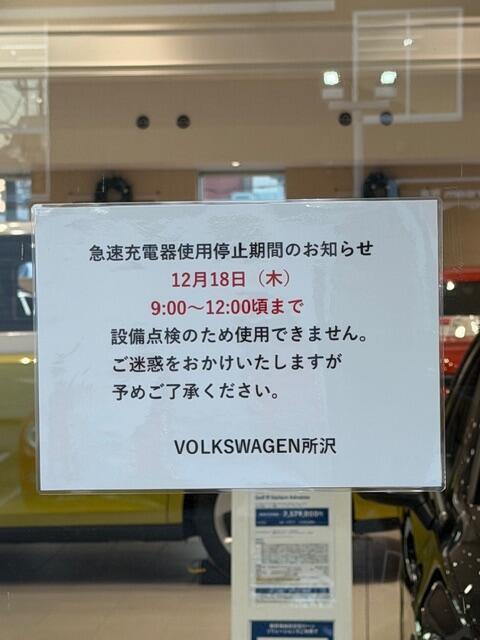 急速充電器使用停止期間のお知らせ
12月18日（木）
9:00～12:00頃まで
設備点検のため使用できません。
ご迷惑をおかけいたしますが
予めご了承ください。
VOLKSWAGEN所沢